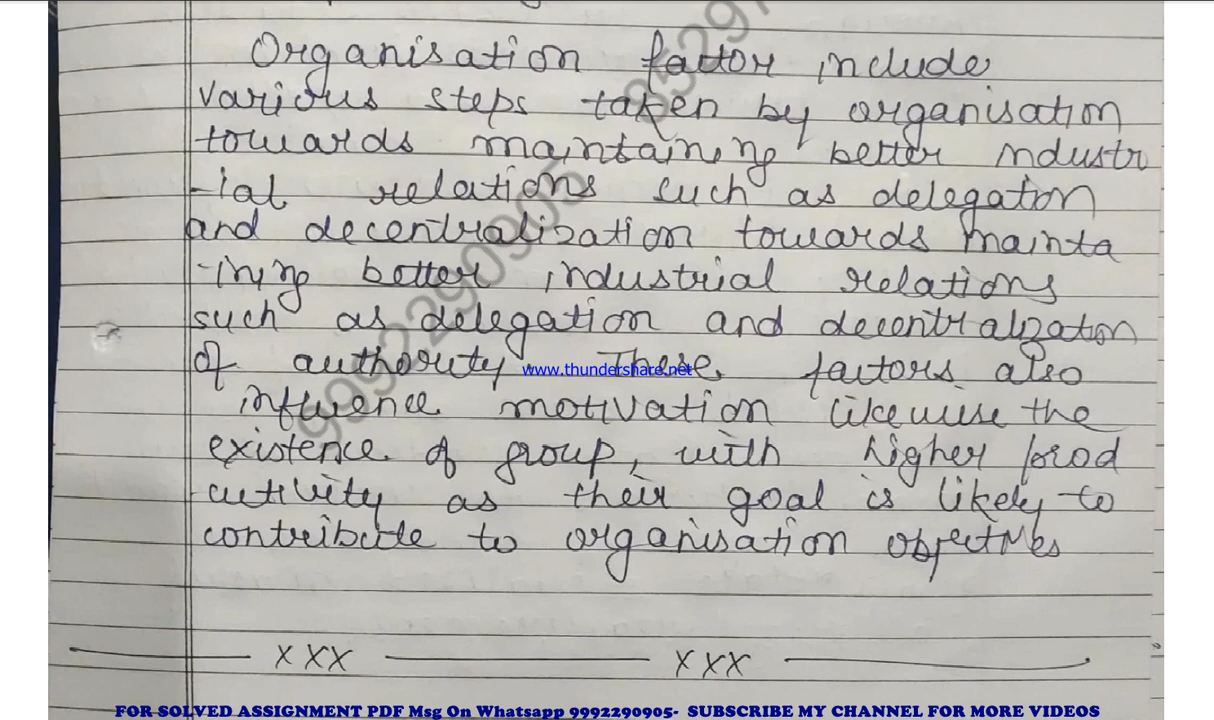 Organisation factor include
various steps taken by organisation
towards maintaining better industr
-ial relations such as delegation
and decentralization towards mainta
-ining better industrial relations
such as delegation and decentralization
of authority These factors also
www.thundershare.net
influence motivation likewise the
existence of group, with higher prod
uctivity as their goal is likely to
contribute to organisation objectives
xxx xxx
9992290905
FOR SOLVED ASSIGNMENT PDF Msg On Whatsapp 9992290905- SUBSCRIBE MY CHANNEL FOR MORE VIDEOS